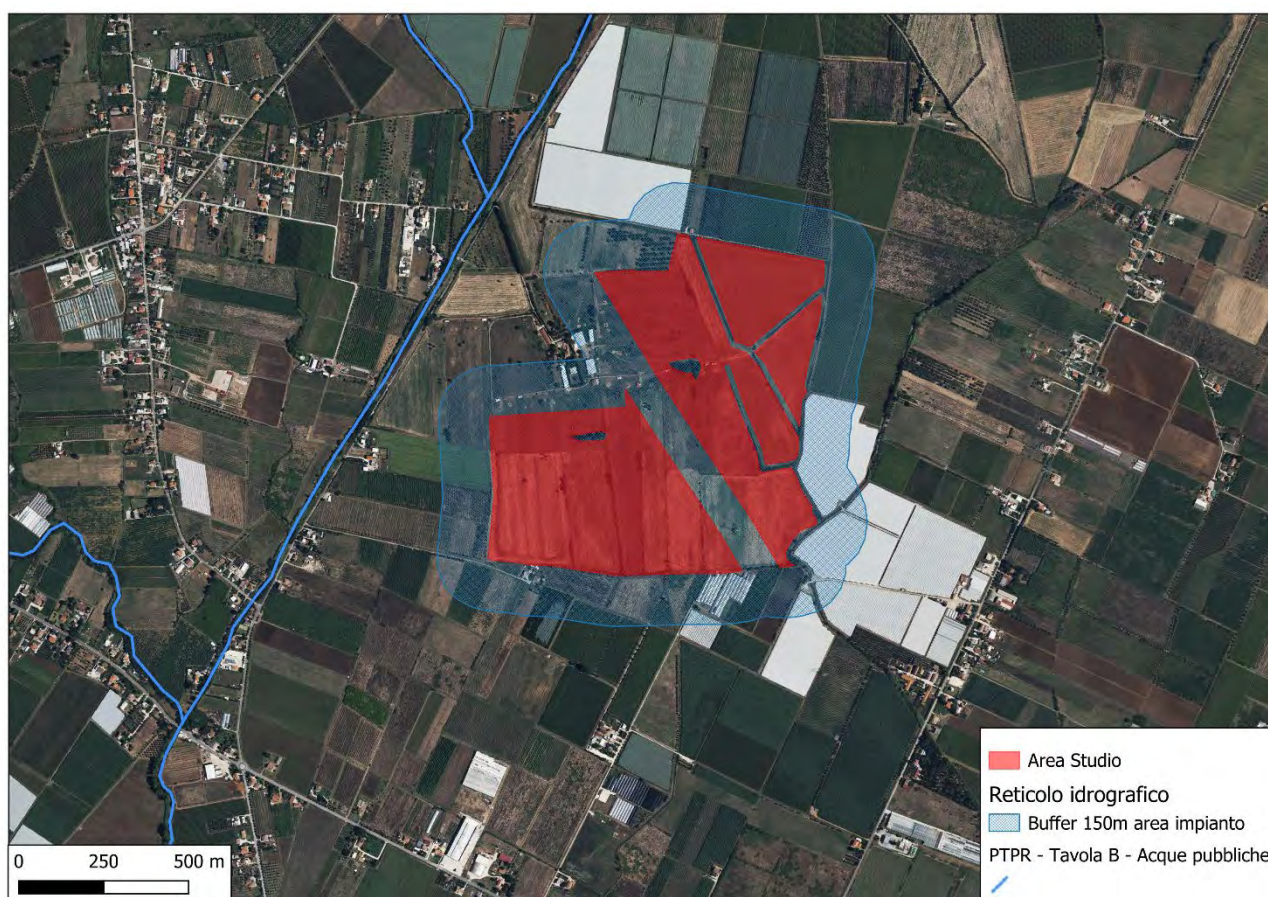 Area Studio
Reticolo idrografico
Buffer 150m area impianto
PTPR - Tavola B - Acque pubbliche
0 250 500 m